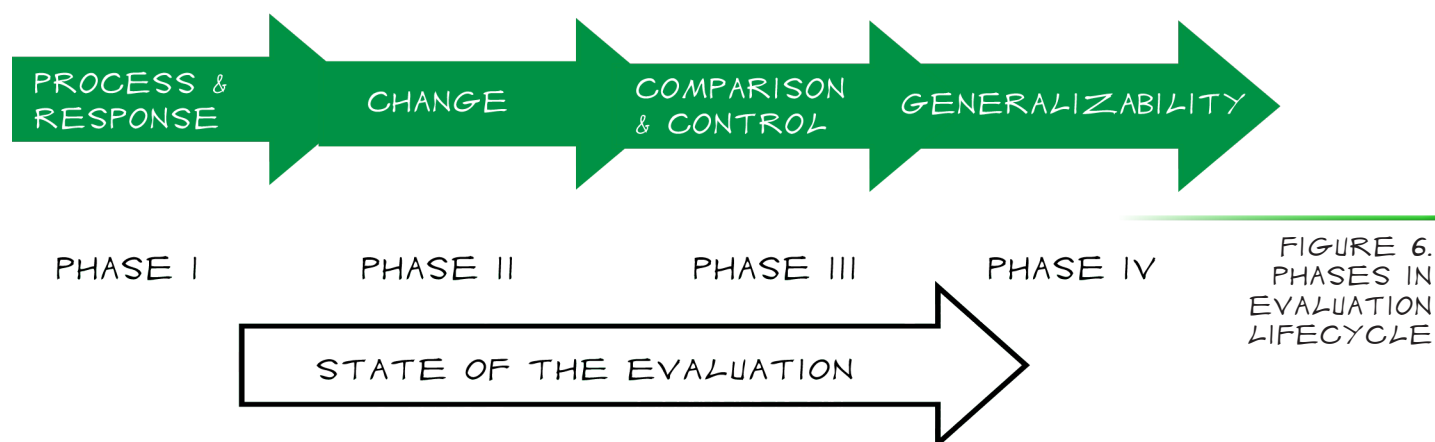 PROCESS &
RESPONSE
CHANGE
COMPARISON
& CONTROL
GENERALIZABILITY
PHASE I
PHASE II
PHASE III
PHASE IV
FIGURE 6.
PHASES IN
EVALUATION
LIFECYCLE
STATE OF THE EVALUATION